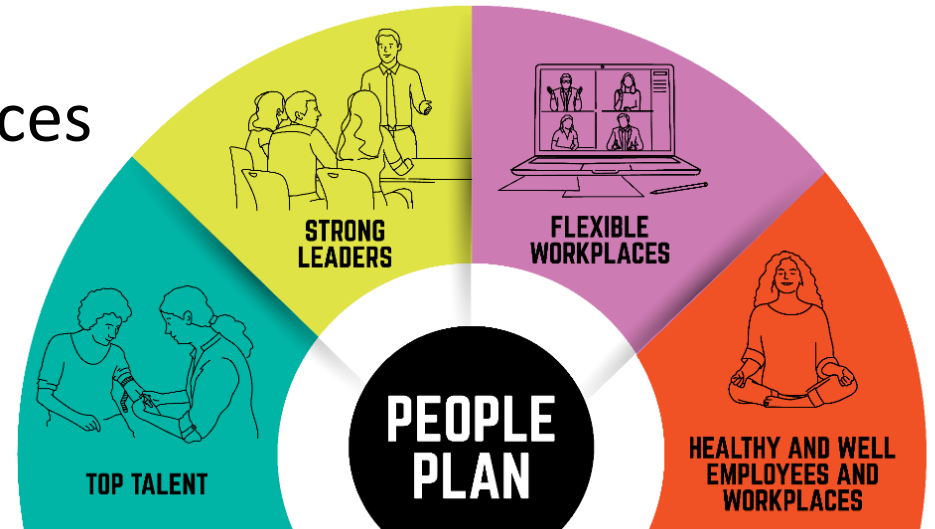 ces
STRONG
LEADERS
FLEXIBLE
WORKPLACES
TOP TALENT
PEOPLE
PLAN
HEALTHY AND WELL
EMPLOYEES AND
WORKPLACES